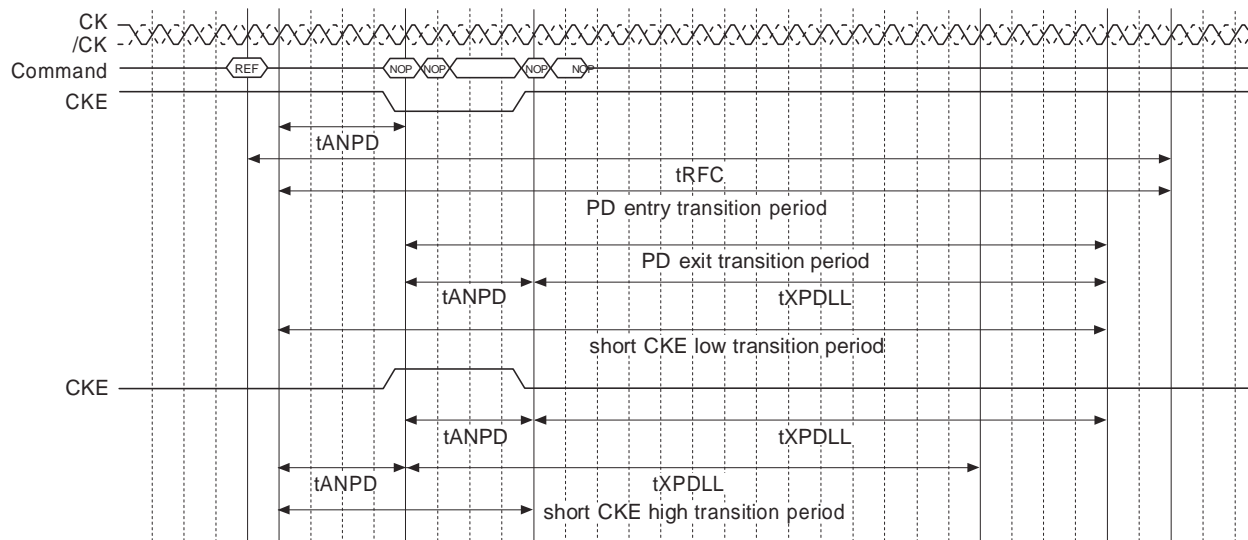 CK
/CK
Command
REF
NOP
NOP
NOP
NOP
CKE
tANPD
tRFC
PD entry transition period
PD exit transition period
tANPD
tXPDLL
short CKE low transition period
CKE
tANPD
tXPDLL
tANPD
tXPDLL
short CKE high transition period